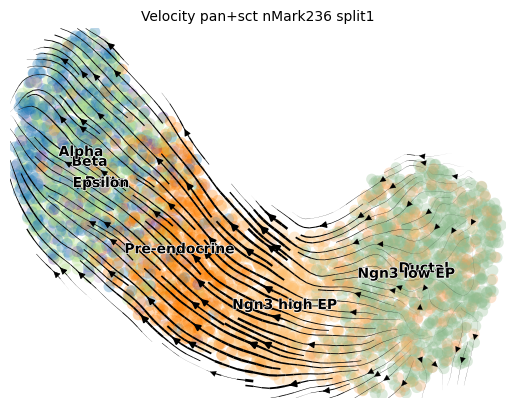 Velocity pan+sct nMark236 split1
Alpha
Beta
Epsilon
Pre-endocrine
Ductal
Ngn3 low EP
Ngn3 high EP